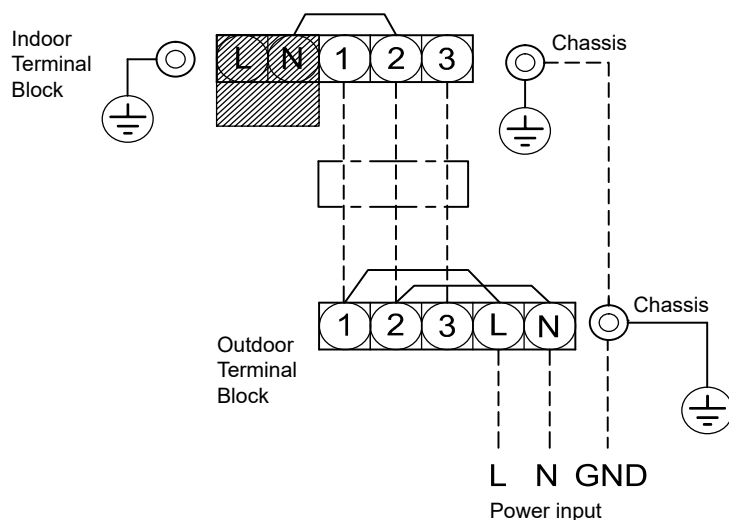 Indoor
Terminal
Block
L N 1 2 3
Chassis
1 2 3 L N
Chassis
Outdoor
Terminal
Block
L N GND
Power input